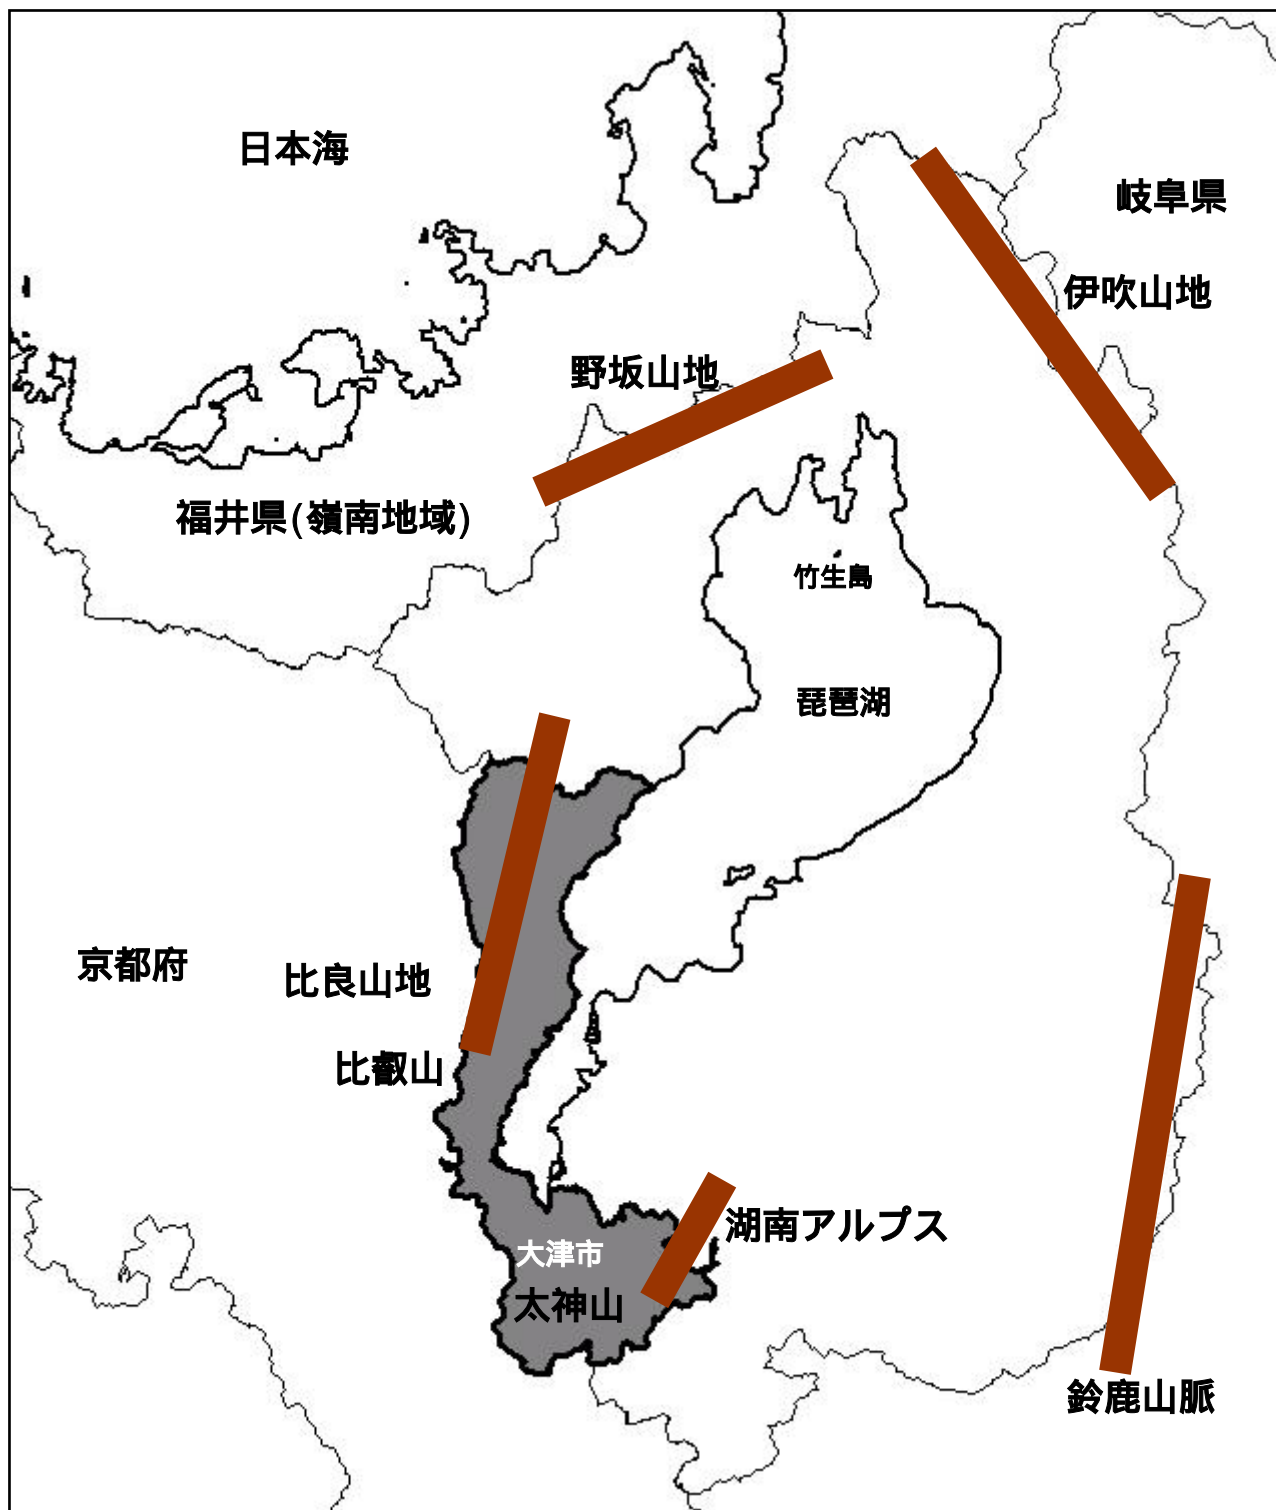 日本海
岐阜県
伊吹山地
野坂山地
福井県(嶺南地域)
竹生島
琵琶湖
京都府
比良山地
比叡山
湖南アルプス
大津市
太神山
鈴鹿山脈